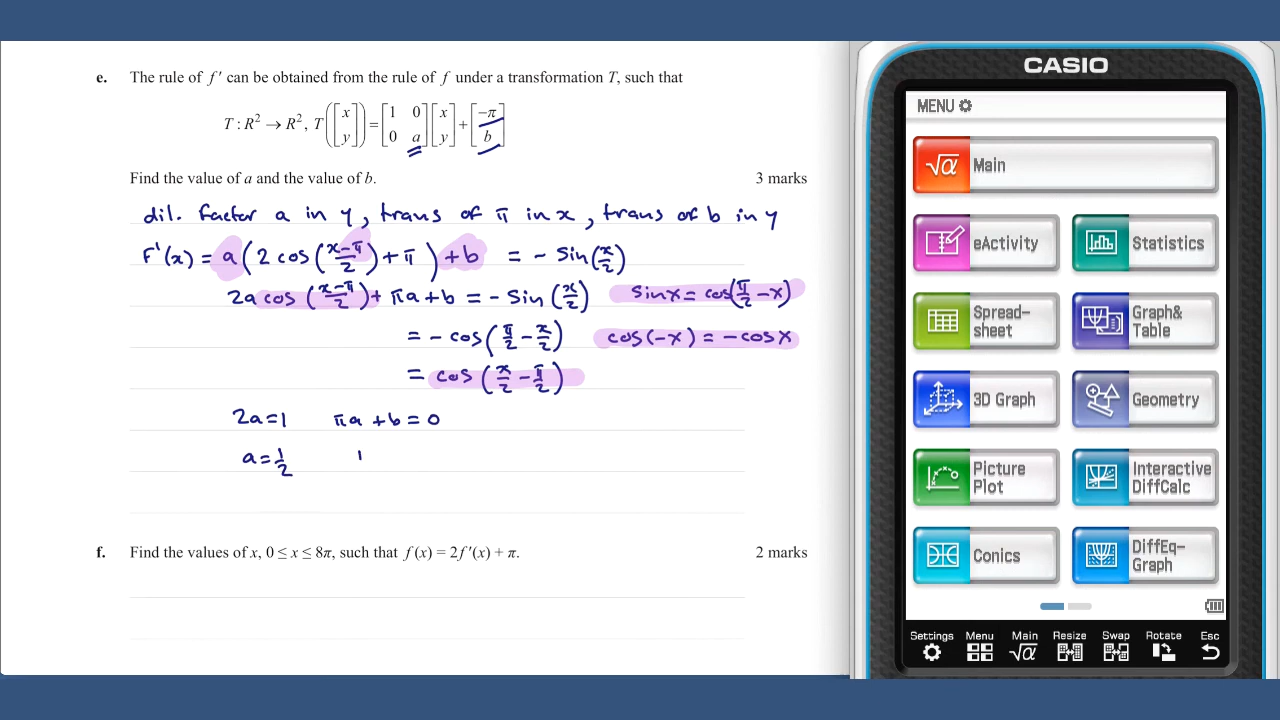 e. The rule of f′ can be obtained from the rule of f under a transformation T, such that
T : R² → R², T([x y]) = [1 0 0 a][x y] + [−π b]
Find the value of a and the value of b. 3 marks
dil. factor a in y, trans of π in x, trans of b in y
F'(x) = a(2cos((x−π)/2) + π) + b = − sin(x/2)
2a cos((x−π)/2) + πa + b = − sin(x/2) sinx = cos(π/2 − x)
= − cos(π/2 − x/2) cos(−x) = −cosx
= cos(x/2 − π/2)
2a = 1 πa + b = 0
a = 1/2
f. Find the values of x, 0 ≤ x ≤ 8π, such that f(x) = 2f′(x) + π. 2 marks
CASIO
MENU
√α Main
eActivity Statistics
Spread-sheet Graph& Table
3D Graph Geometry
Picture Plot Interactive DiffCalc
Conics DiffEq-Graph
Settings Menu Main Resize Swap Rotate Esc
√α